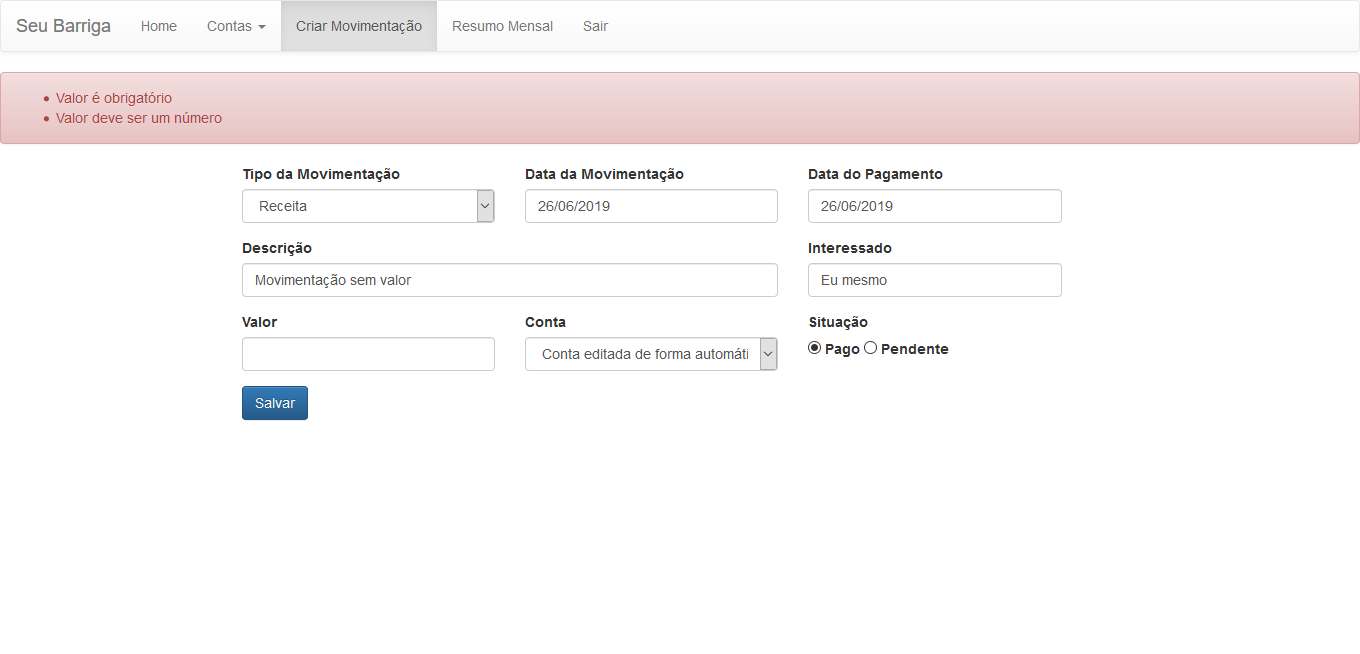 Seu Barriga Home Contas Criar Movimentação Resumo Mensal Sair
Valor é obrigatório
Valor deve ser um número
Tipo da Movimentação Data da Movimentação Data do Pagamento
Receita 26/06/2019 26/06/2019
Descrição Interessado
Movimentação sem valor Eu mesmo
Valor Conta Situação
Conta editada de forma automáti Pago Pendente
Salvar